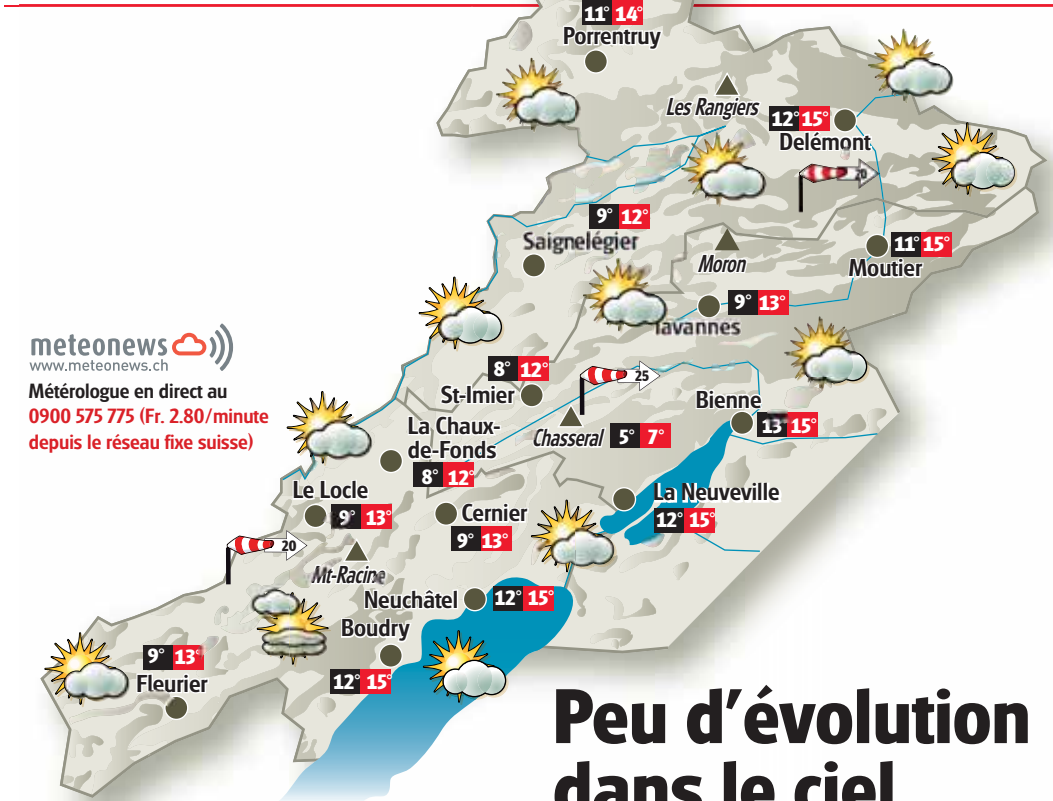 11° 14°
Porrentruy
Les Rangiers
12° 15°
Delémont
20
9° 12°
Saignelégier
Moron
11° 15°
Moutier
9° 13°
Tavannes
meteonews
www.meteonews.ch
Météorologue en direct au
0900 575 775 (Fr. 2.80/minute
depuis le réseau fixe suisse)
8° 12°
St-Imier
25
Chasseral 5° 7°
Bienne
13 15°
La Chaux-
de-Fonds
8° 12°
Le Locle
9° 13°
Cernier
9° 13°
La Neuveville
12° 15°
20
Mt-Racine
Neuchâtel 12° 15°
Boudry
12° 15°
9° 13°
Fleurier
Peu d'évolution
dans le ciel